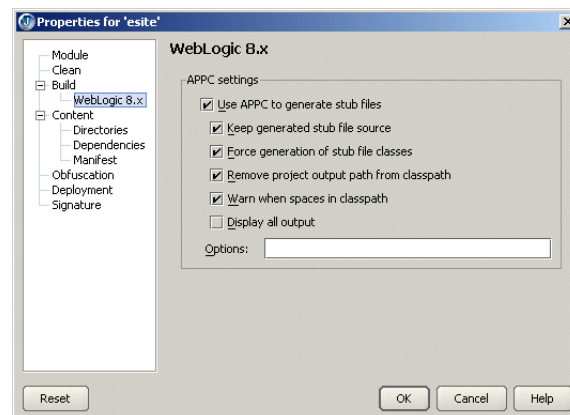 Properties for 'esite'
Module
Clean
Build
WebLogic 8.x
Content
Directories
Dependencies
Manifest
Obfuscation
Deployment
Signature
WebLogic 8.x
APPC settings
Use APPC to generate stub files
Keep generated stub file source
Force generation of stub file classes
Remove project output path from classpath
Warn when spaces in classpath
Display all output
Options:
Reset
OK
Cancel
Help